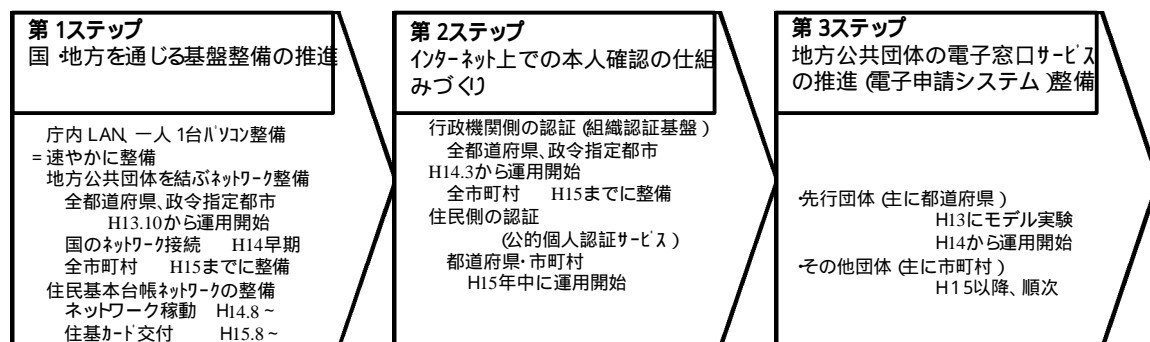 第 1ステップ
国・地方を通じる基盤整備の推進
庁内 LAN、一人 1台パソコン整備
= 速やかに整備
地方公共団体を結ぶネットワーク整備
全都道府県、政令指定都市
H13.10から運用開始
国のネットワーク接続 H14早期
全市町村 H15までに整備
住民基本台帳ネットワークの整備
ネットワーク稼動 H14.8 ~
住基カード交付 H15.8 ~
第 2ステップ
インターネット上での本人確認の仕組
みづくり
行政機関側の認証 (組織認証基盤 )
全都道府県、政令指定都市
H14.3から運用開始
全市町村 H15までに整備
住民側の認証
(公的個人認証サービス )
都道府県・市町村
H15年中に運用開始
第 3ステップ
地方公共団体の電子窓口サービス
の推進 (電子申請システム )整備
・先行団体 (主に都道府県 )
H13にモデル実験
H14から運用開始
・その他団体 (主に市町村 )
H15以降、順次